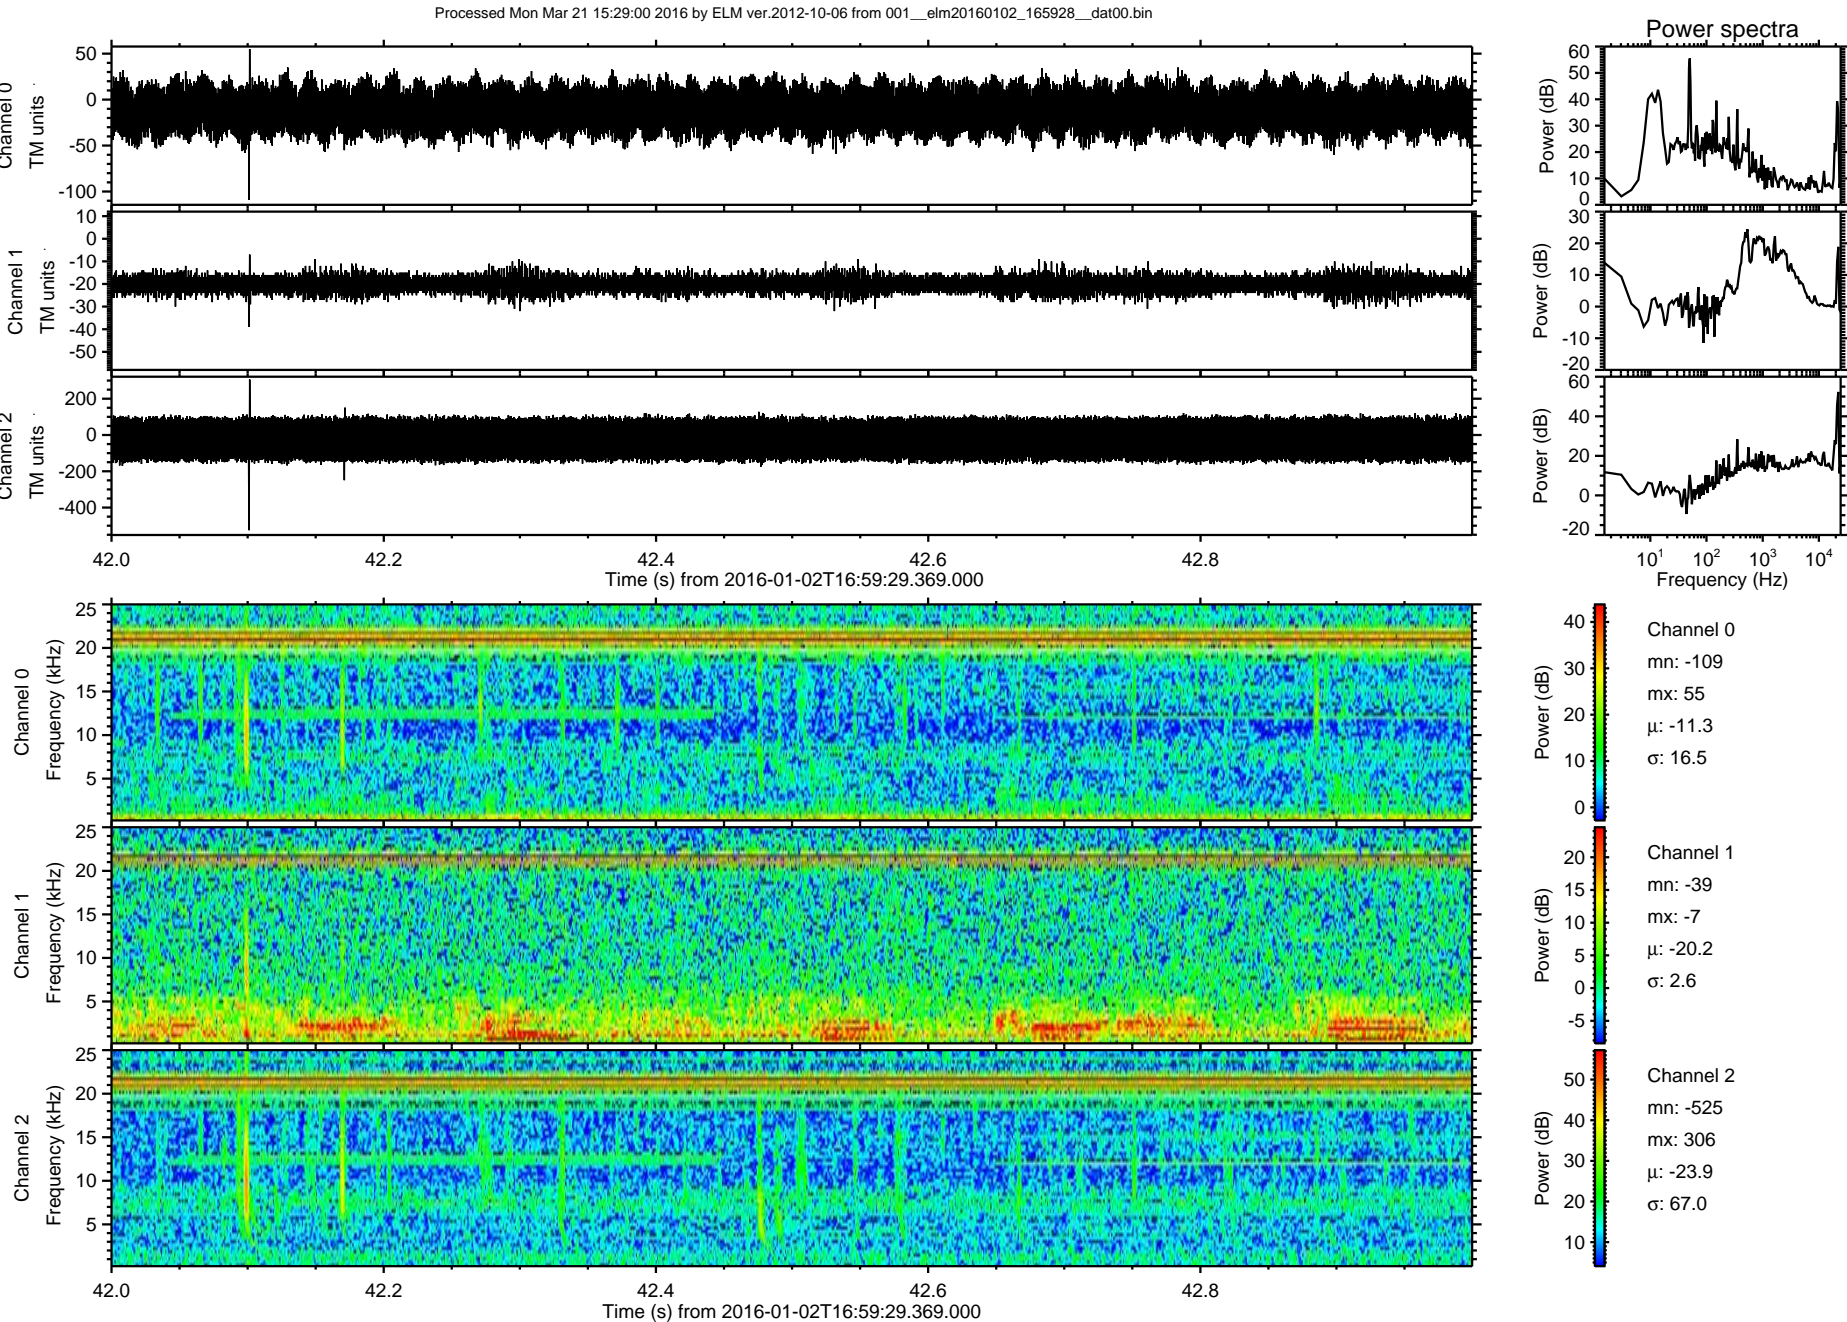 Processed Mon Mar 21 15:29:00 2016 by ELM ver.2012-10-06 from 001__elm20160102_165928__dat00.bin
Power spectra
Channel 0
TM units
50
0
-50
-100
Power (dB)
60
50
40
30
20
10
0
Channel 1
TM units
10
0
-10
-20
-30
-40
-50
Power (dB)
30
20
10
0
-10
-20
Channel 2
TM units
200
0
-200
-400
Power (dB)
60
40
20
0
-20
42.0 42.2 42.4 42.6 42.8
Time (s) from 2016-01-02T16:59:29.369.000
10¹ 10² 10³ 10⁴
Frequency (Hz)
Channel 0
Frequency (kHz)
25
20
15
10
5
Power (dB)
40
30
20
10
0
Channel 0
mn: -109
mx: 55
μ: -11.3
σ: 16.5
Channel 1
Frequency (kHz)
25
20
15
10
5
Power (dB)
20
15
10
5
0
-5
Channel 1
mn: -39
mx: -7
μ: -20.2
σ: 2.6
Channel 2
Frequency (kHz)
25
20
15
10
5
Power (dB)
50
40
30
20
10
Channel 2
mn: -525
mx: 306
μ: -23.9
σ: 67.0
42.0 42.2 42.4 42.6 42.8
Time (s) from 2016-01-02T16:59:29.369.000